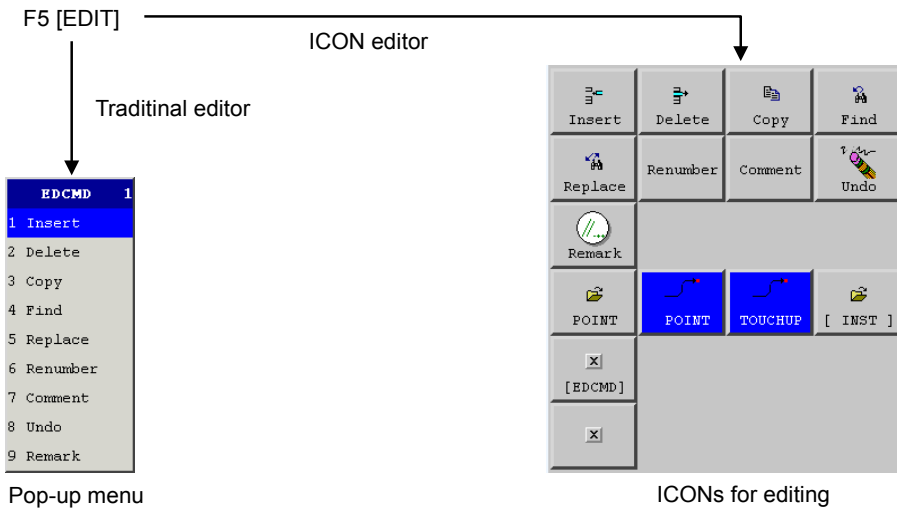 F5 [EDIT]
ICON editor
Traditinal editor
EDCMD 1
1 Insert
2 Delete
3 Copy
4 Find
5 Replace
6 Renumber
7 Comment
8 Undo
9 Remark
Pop-up menu
Insert Delete Copy Find
Replace Renumber Comment Undo
Remark
POINT POINT TOUCHUP [ INST ]
[EDCMD]
ICONs for editing